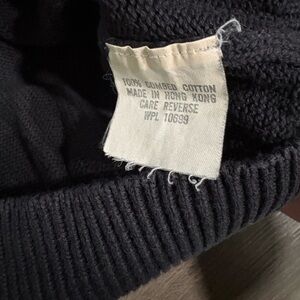 100% COMBED COTTON
MADE IN HONG KONG
CARE REVERSE
WPL 10699